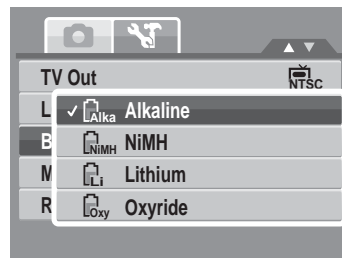 TV Out NTSC
L
✓ Alka Alkaline
B NiMH NiMH
M Li Lithium
R Oxy Oxyride